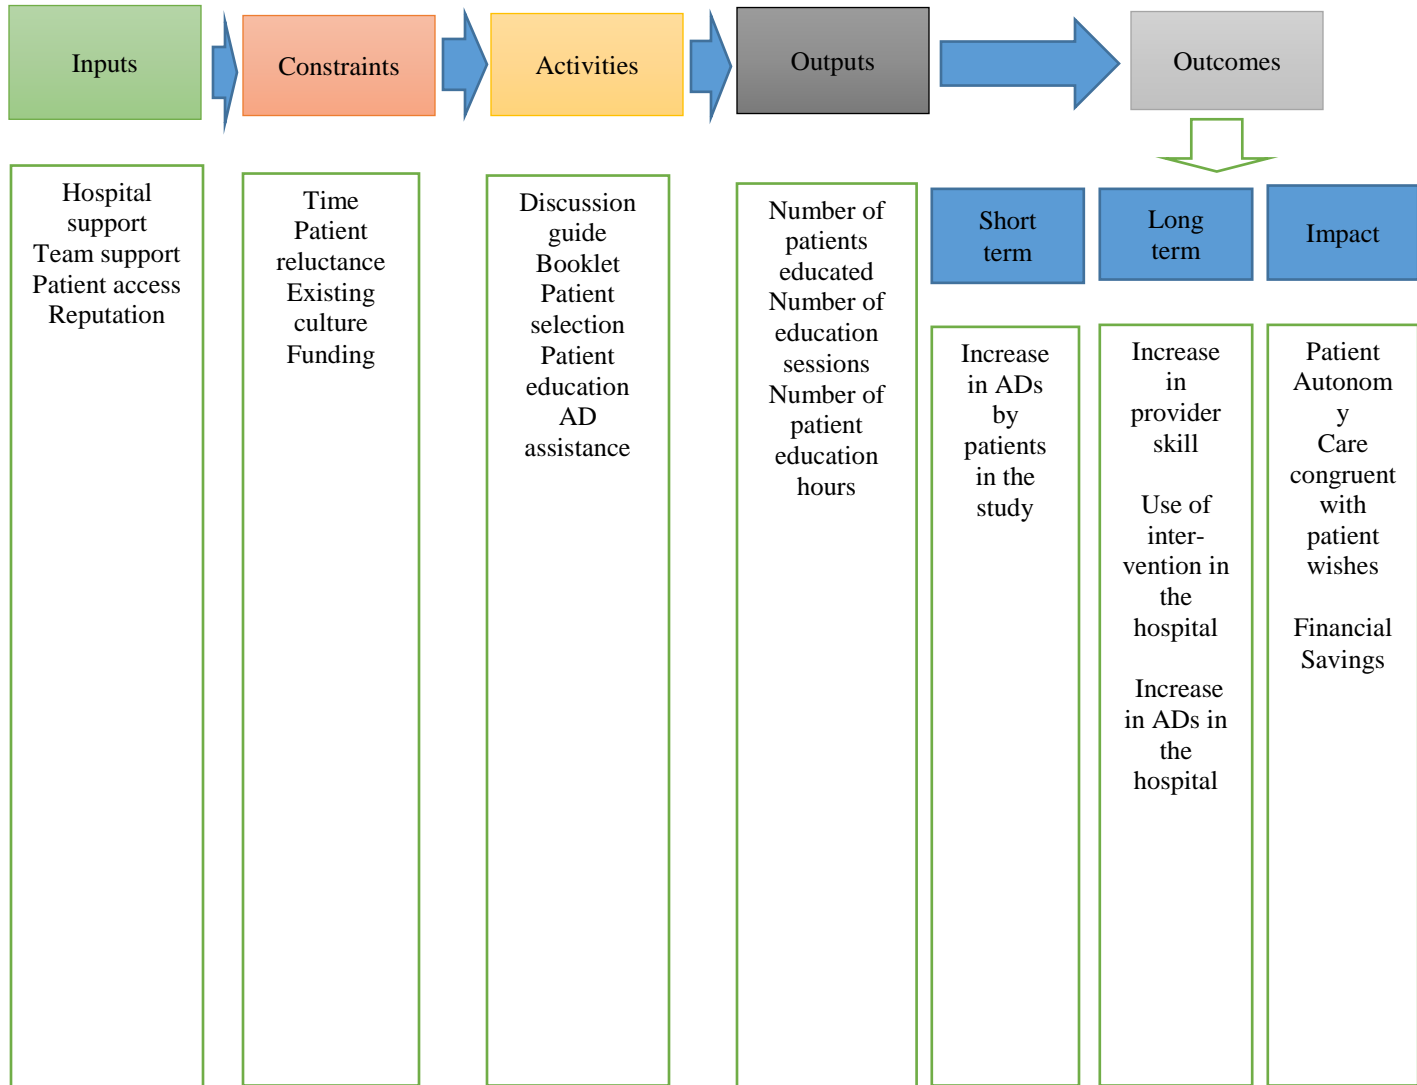 Inputs
Constraints
Activities
Outputs
Outcomes
Hospital
support
Team support
Patient access
Reputation
Time
Patient
reluctance
Existing
culture
Funding
Discussion
guide
Booklet
Patient
selection
Patient
education
AD
assistance
Number of
patients
educated
Number of
education
sessions
Number of
patient
education
hours
Short
term
Increase
in ADs
by
patients
in the
study
Long
term
Increase
in
provider
skill
Use of
inter-
vention in
the
hospital
Increase
in ADs in
the
hospital
Impact
Patient
Autonom
y
Care
congruent
with
patient
wishes
Financial
Savings